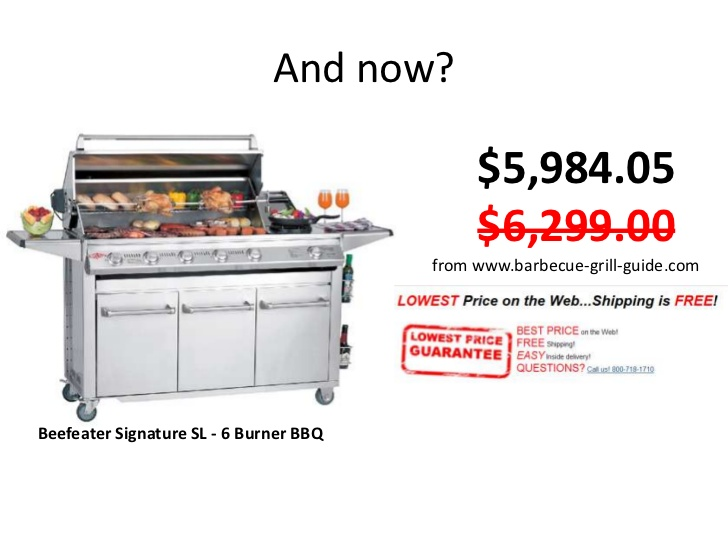 And now?
$5,984.05
$6,299.00
from www.barbecue-grill-guide.com
LOWEST Price on the Web...Shipping is FREE!
LOWEST PRICE
GUARANTEE
BEST PRICE on the Web!
FREE Shipping!
EASY Inside delivery!
QUESTIONS? Call us! 800-718-1710
Beefeater Signature SL - 6 Burner BBQ